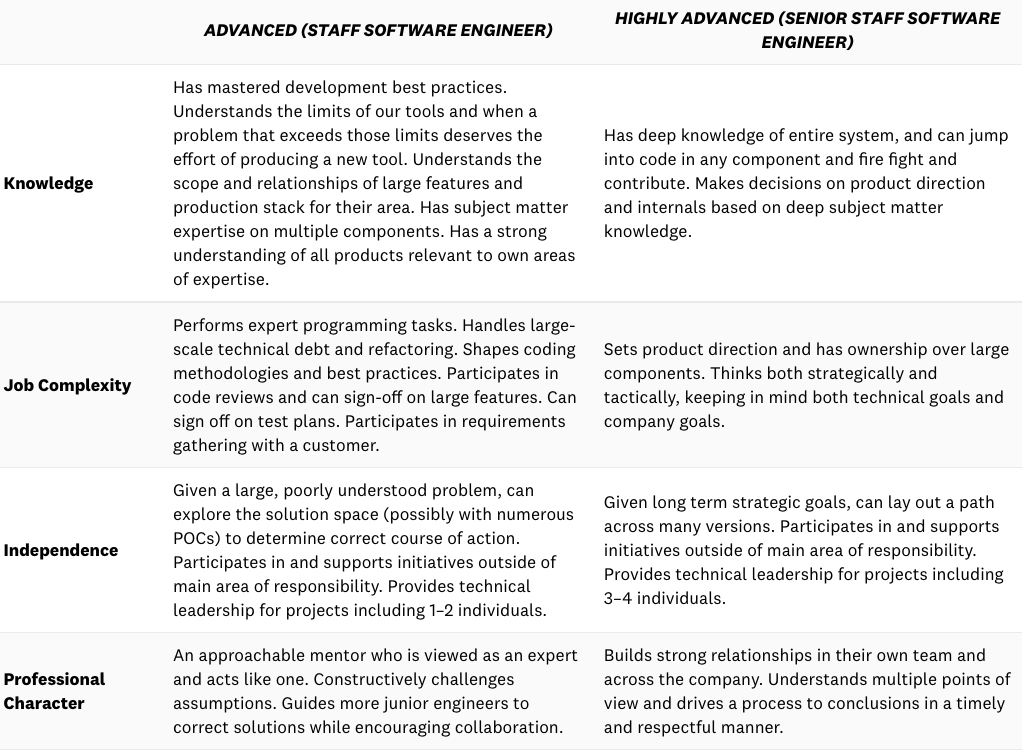 ADVANCED (STAFF SOFTWARE ENGINEER)
HIGHLY ADVANCED (SENIOR STAFF SOFTWARE
ENGINEER)
Knowledge
Has mastered development best practices.
Understands the limits of our tools and when a
problem that exceeds those limits deserves the
effort of producing a new tool. Understands the
scope and relationships of large features and
production stack for their area. Has subject matter
expertise on multiple components. Has a strong
understanding of all products relevant to own areas
of expertise.
Has deep knowledge of entire system, and can jump
into code in any component and fire fight and
contribute. Makes decisions on product direction
and internals based on deep subject matter
knowledge.
Job Complexity
Performs expert programming tasks. Handles large-
scale technical debt and refactoring. Shapes coding
methodologies and best practices. Participates in
code reviews and can sign-off on large features. Can
sign off on test plans. Participates in requirements
gathering with a customer.
Sets product direction and has ownership over large
components. Thinks both strategically and
tactically, keeping in mind both technical goals and
company goals.
Independence
Given a large, poorly understood problem, can
explore the solution space (possibly with numerous
POCs) to determine correct course of action.
Participates in and supports initiatives outside of
main area of responsibility. Provides technical
leadership for projects including 1–2 individuals.
Given long term strategic goals, can lay out a path
across many versions. Participates in and supports
initiatives outside of main area of responsibility.
Provides technical leadership for projects including
3–4 individuals.
Professional
Character
An approachable mentor who is viewed as an expert
and acts like one. Constructively challenges
assumptions. Guides more junior engineers to
correct solutions while encouraging collaboration.
Builds strong relationships in their own team and
across the company. Understands multiple points of
view and drives a process to conclusions in a timely
and respectful manner.